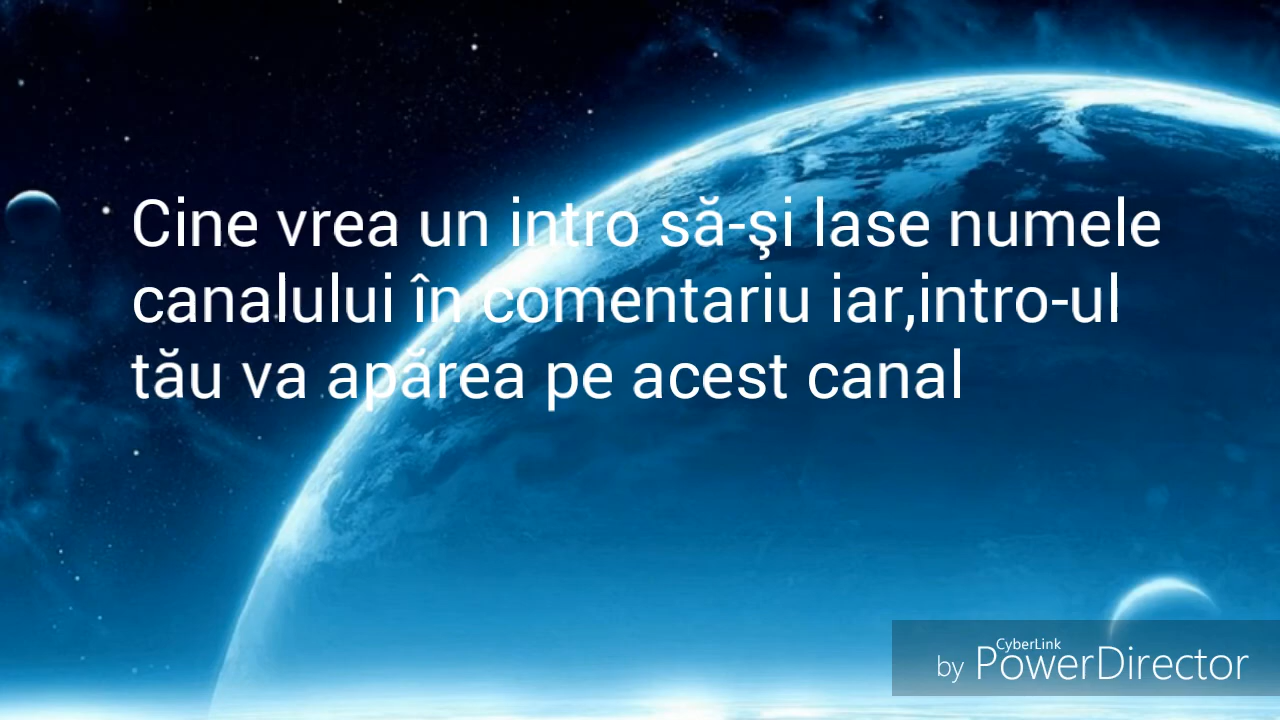 Cine vrea un intro să-şi lase numele
canalului în comentariu iar,intro-ul
tău va apărea pe acest canal
CyberLink
by PowerDirector